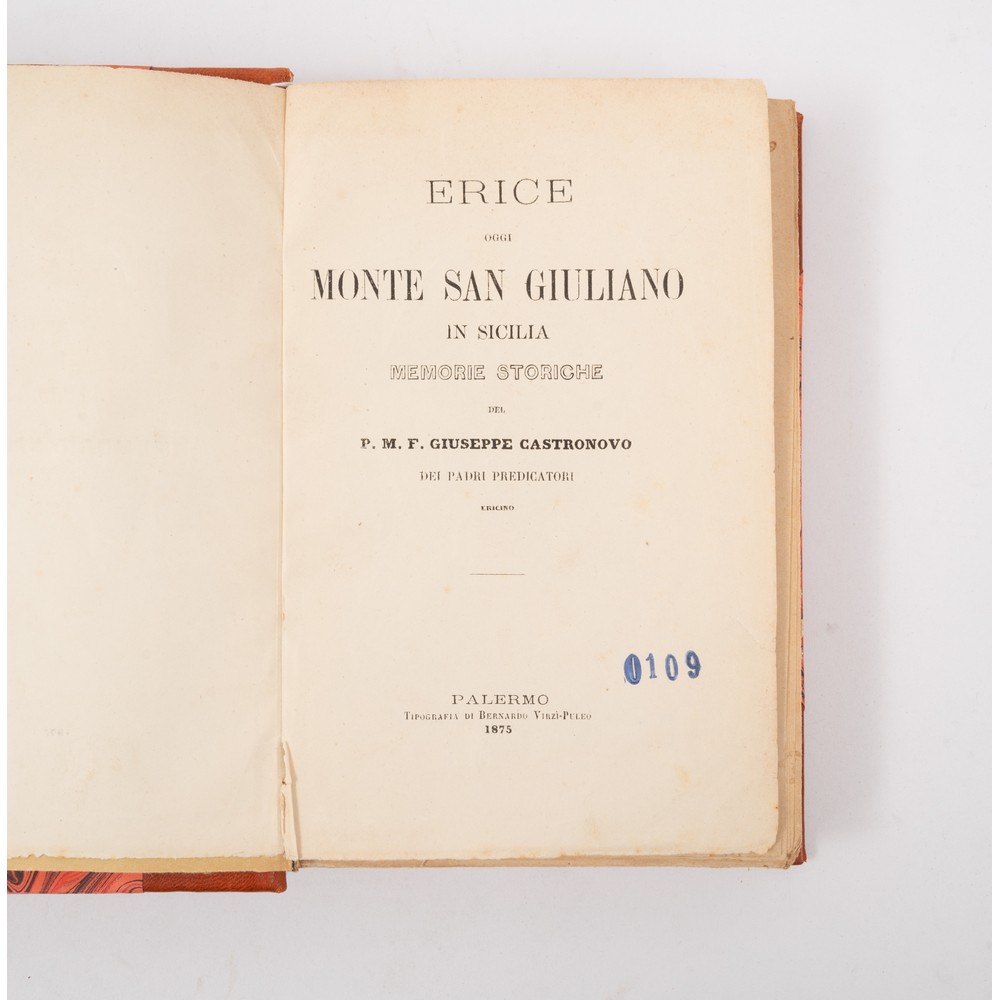 ERICE
OGGI
MONTE SAN GIULIANO
IN SICILIA
MEMORIE STORICHE
DEL
P. M. F. GIUSEPPE CASTRONOVO
DEI PADRI PREDICATORI
ERICINO
0109
PALERMO
TIPOGRAFIA DI BERNARDO VIRZÌ-PULEO
1875